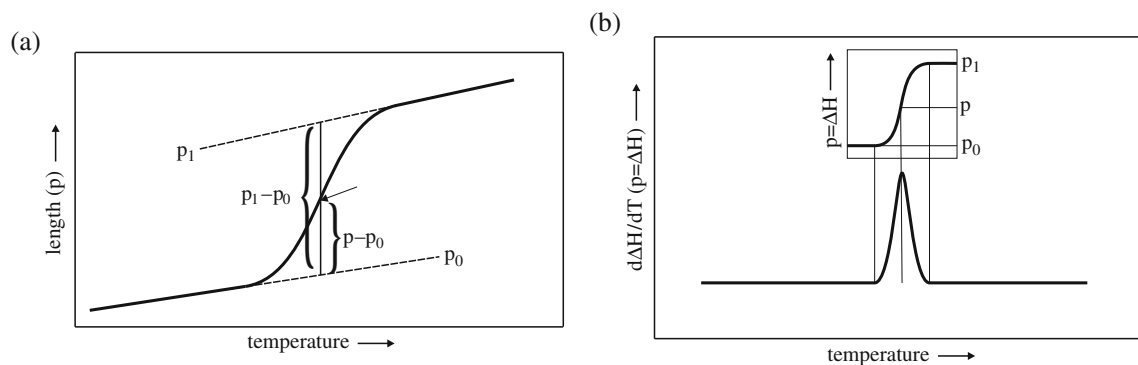 (a)
length (p)
p₁
p₁−p₀
p−p₀
p₀
temperature
(b)
dΔH/dT (p=ΔH)
p=ΔH
p₁
p
p₀
temperature